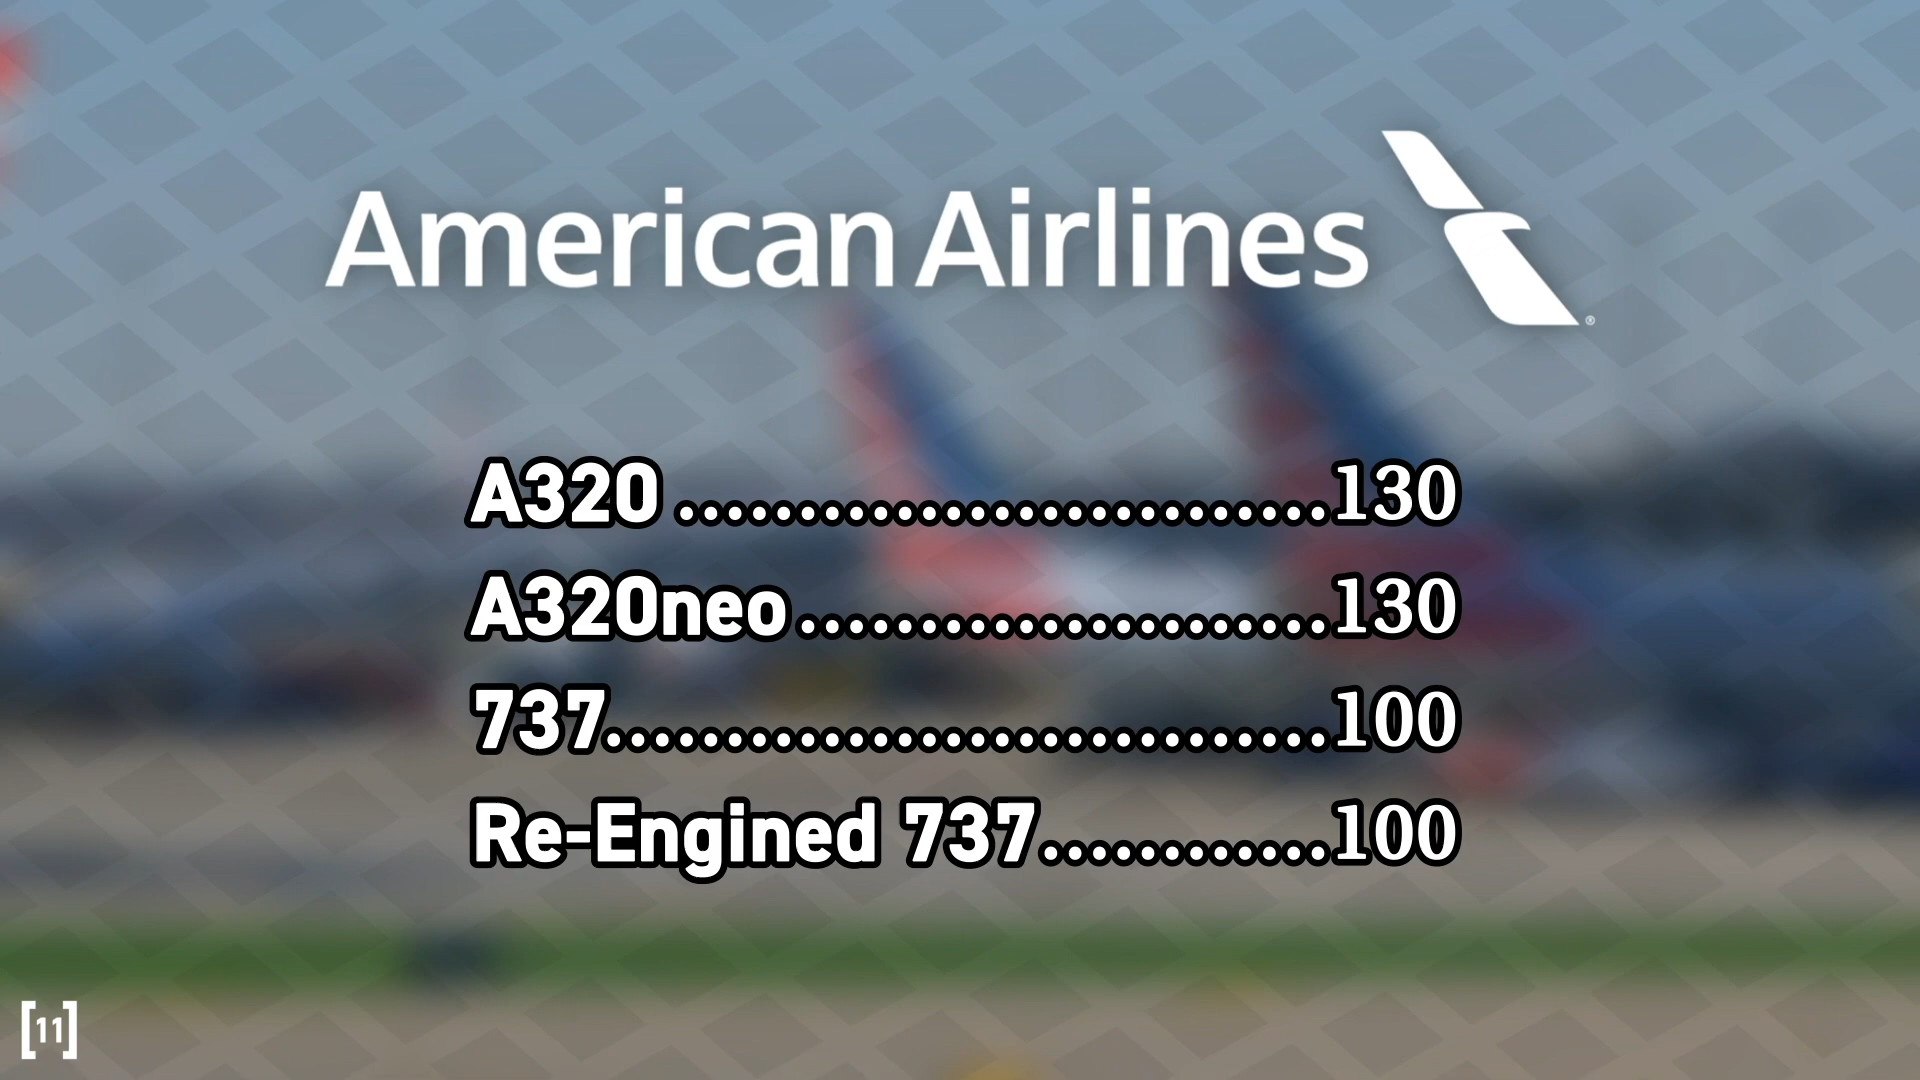 American Airlines ®
A320 ...........................130
A320neo......................130
737..............................100
Re-Engined 737............100
[11]